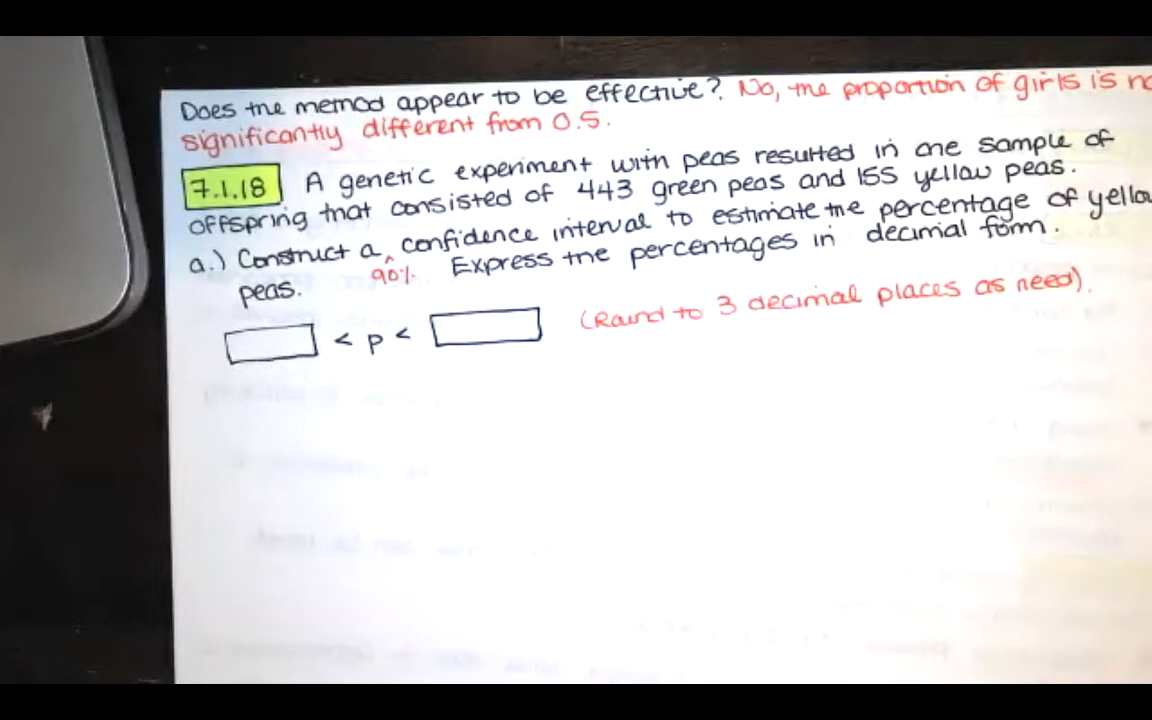 Does the method appear to be effective? No, the proportion of girls is
significantly different from 0.5.
7.1.18 A genetic experiment with peas resulted in one sample of
offspring that consisted of 443 green peas and 155 yellow peas.
a.) Construct a ^ confidence interval to estimate the percentage of
90%
peas. Express the percentages in decimal form.
< p < (Round to 3 decimal places as need).